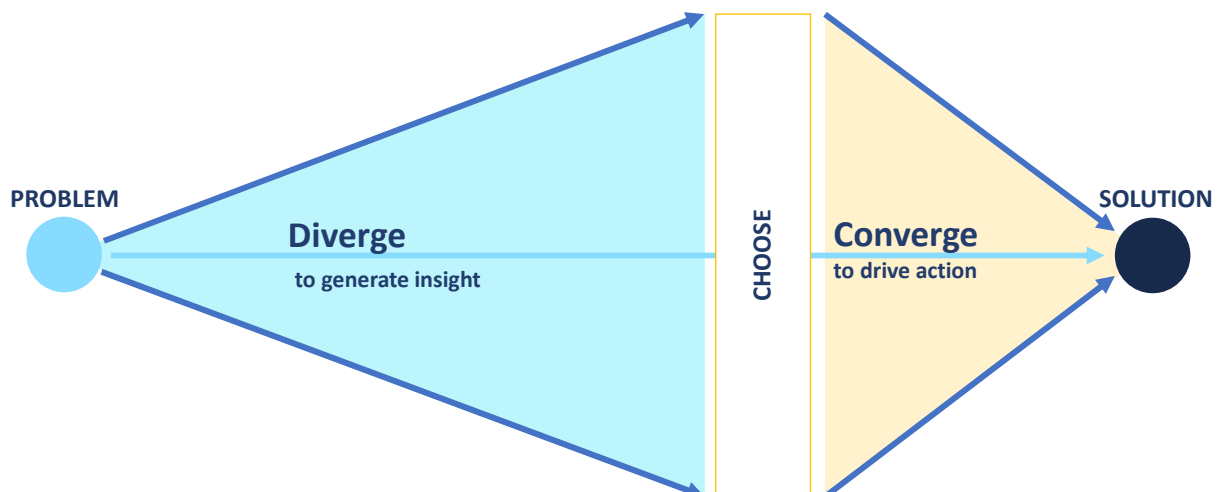 PROBLEM
Diverge
to generate insight
CHOOSE
Converge
to drive action
SOLUTION